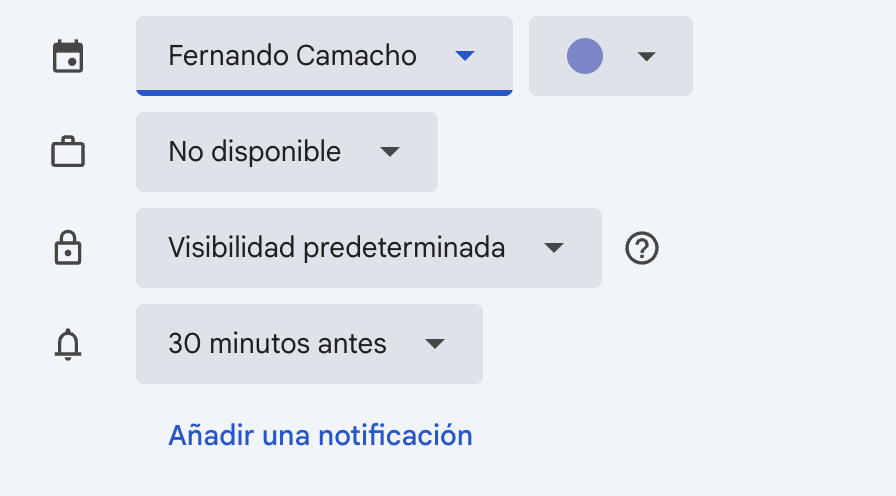 Fernando Camacho
No disponible
Visibilidad predeterminada
30 minutos antes
Añadir una notificación